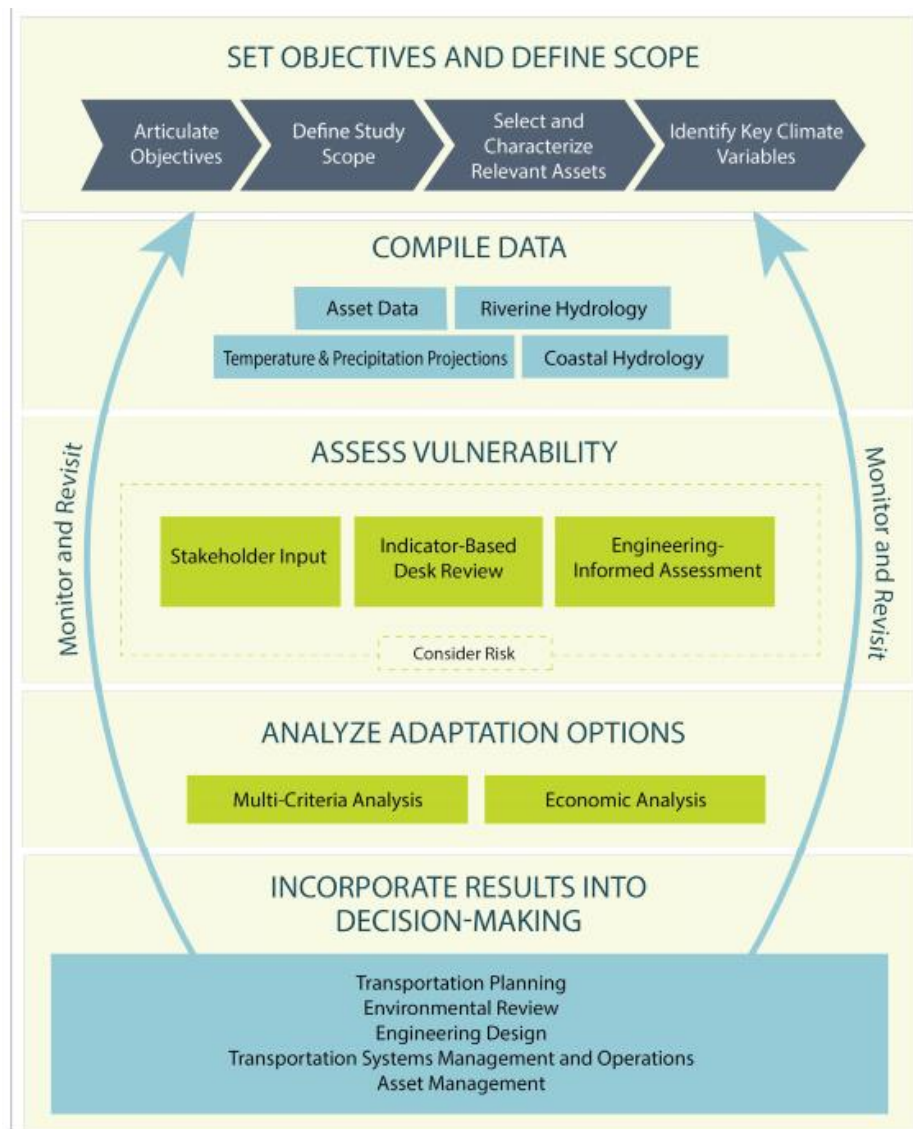 SET OBJECTIVES AND DEFINE SCOPE
Articulate
Objectives
Define Study
Scope
Select and
Characterize
Relevant Assets
Identify Key Climate
Variables
COMPILE DATA
Asset Data
Riverine Hydrology
Temperature & Precipitation Projections
Coastal Hydrology
Monitor and Revisit
ASSESS VULNERABILITY
Stakeholder Input
Indicator-Based
Desk Review
Engineering-
Informed Assessment
Consider Risk
Monitor and Revisit
ANALYZE ADAPTATION OPTIONS
Multi-Criteria Analysis
Economic Analysis
INCORPORATE RESULTS INTO
DECISION-MAKING
Transportation Planning
Environmental Review
Engineering Design
Transportation Systems Management and Operations
Asset Management